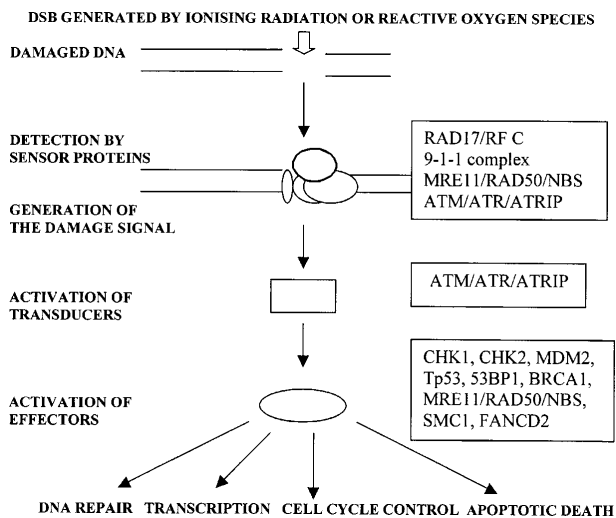 DSB GENERATED BY IONISING RADIATION OR REACTIVE OXYGEN SPECIES
DAMAGED DNA
DETECTION BY
SENSOR PROTEINS
RAD17/RF C
9-1-1 complex
MRE11/RAD50/NBS
ATM/ATR/ATRIP
GENERATION OF
THE DAMAGE SIGNAL
ACTIVATION OF
TRANSDUCERS
ATM/ATR/ATRIP
ACTIVATION OF
EFFECTORS
CHK1, CHK2, MDM2,
Tp53, 53BP1, BRCA1,
MRE11/RAD50/NBS,
SMC1, FANCD2
DNA REPAIR TRANSCRIPTION CELL CYCLE CONTROL APOPTOTIC DEATH